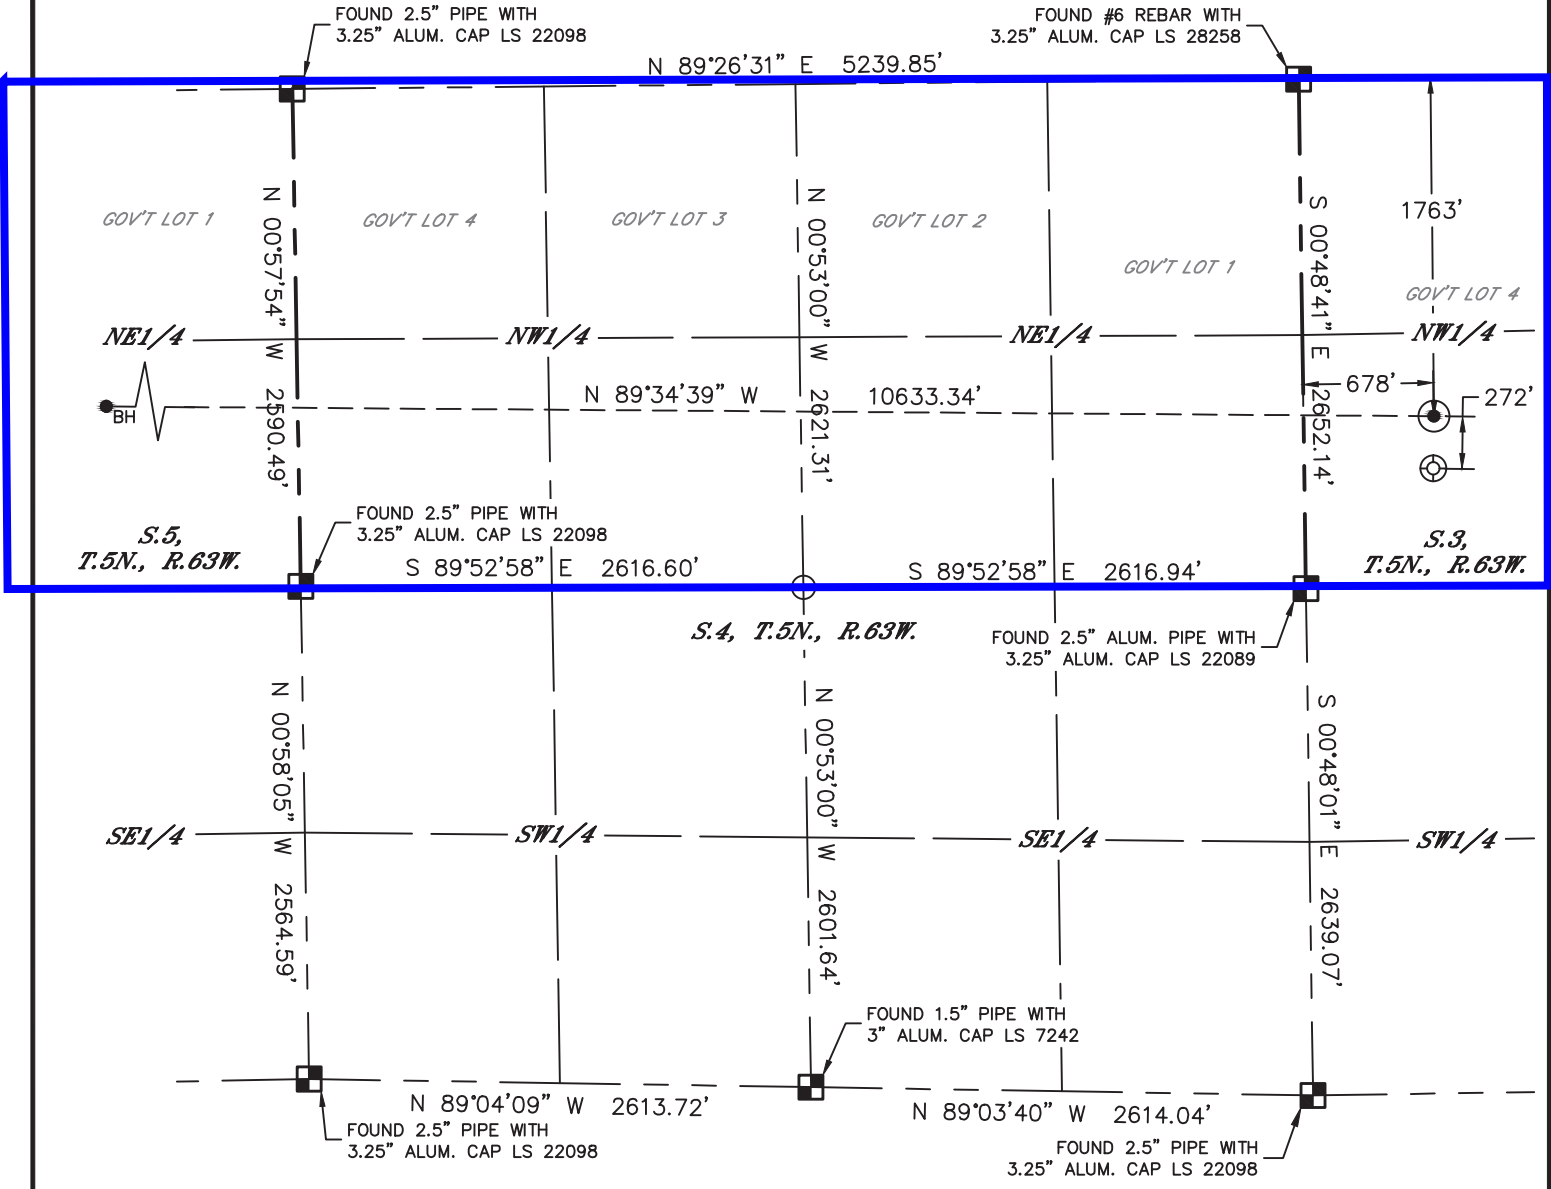 FOUND 2.5" PIPE WITH
3.25" ALUM. CAP LS 22098
FOUND #6 REBAR WITH
3.25" ALUM. CAP LS 28258
N 89°26'31" E 5239.85'
N 00°57'54" W 2590.49'
N 00°53'00" W 2621.31'
S 00°48'41" E 2652.14'
1763'
GOV'T LOT 1
GOV'T LOT 4
GOV'T LOT 3
GOV'T LOT 2
GOV'T LOT 1
GOV'T LOT 4
NE1/4
NW1/4
NE1/4
NW1/4
N 89°34'39" W 10633.34'
678'
272'
BH
FOUND 2.5" PIPE WITH
3.25" ALUM. CAP LS 22098
S.5,
T.5N., R.63W.
S 89°52'58" E 2616.60'
S 89°52'58" E 2616.94'
S.3,
T.5N., R.63W.
S.4, T.5N., R.63W.
FOUND 2.5" ALUM. PIPE WITH
3.25" ALUM. CAP LS 22089
N 00°58'05" W 2564.59'
N 00°53'00" W 2601.64'
S 00°48'01" E 2639.07'
SE1/4
SW1/4
SE1/4
SW1/4
FOUND 1.5" PIPE WITH
3" ALUM. CAP LS 7242
N 89°04'09" W 2613.72'
N 89°03'40" W 2614.04'
FOUND 2.5" PIPE WITH
3.25" ALUM. CAP LS 22098
FOUND 2.5" PIPE WITH
3.25" ALUM. CAP LS 22098